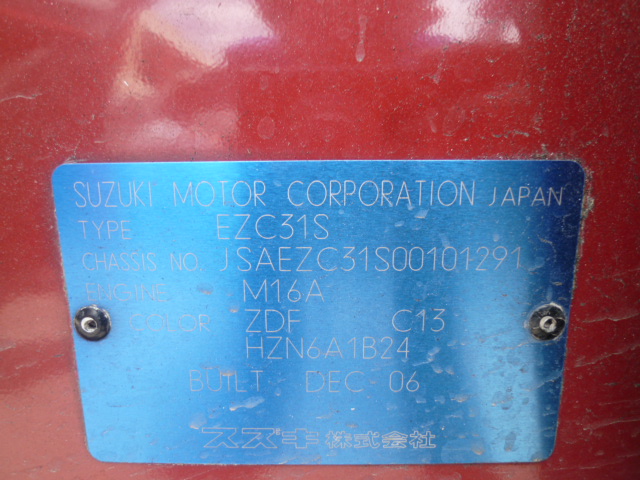 SUZUKI MOTOR CORPORATION JAPAN
TYPE EZC31S
CHASSIS NO. JSAEZC31S00101291
ENGINE M16A
COLOR ZDF C13
HZN6A1B24
BUILT DEC-06
スズキ株式会社